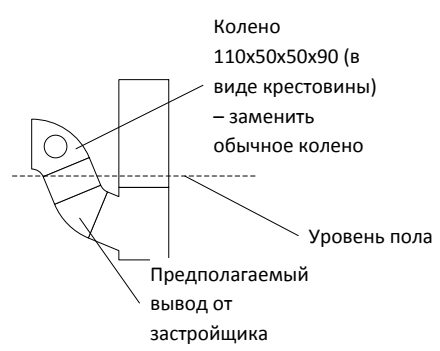 Колено
110х50х50х90 (в
виде крестовины)
– заменить
обычное колено
Уровень пола
Предполагаемый
вывод от
застройщика